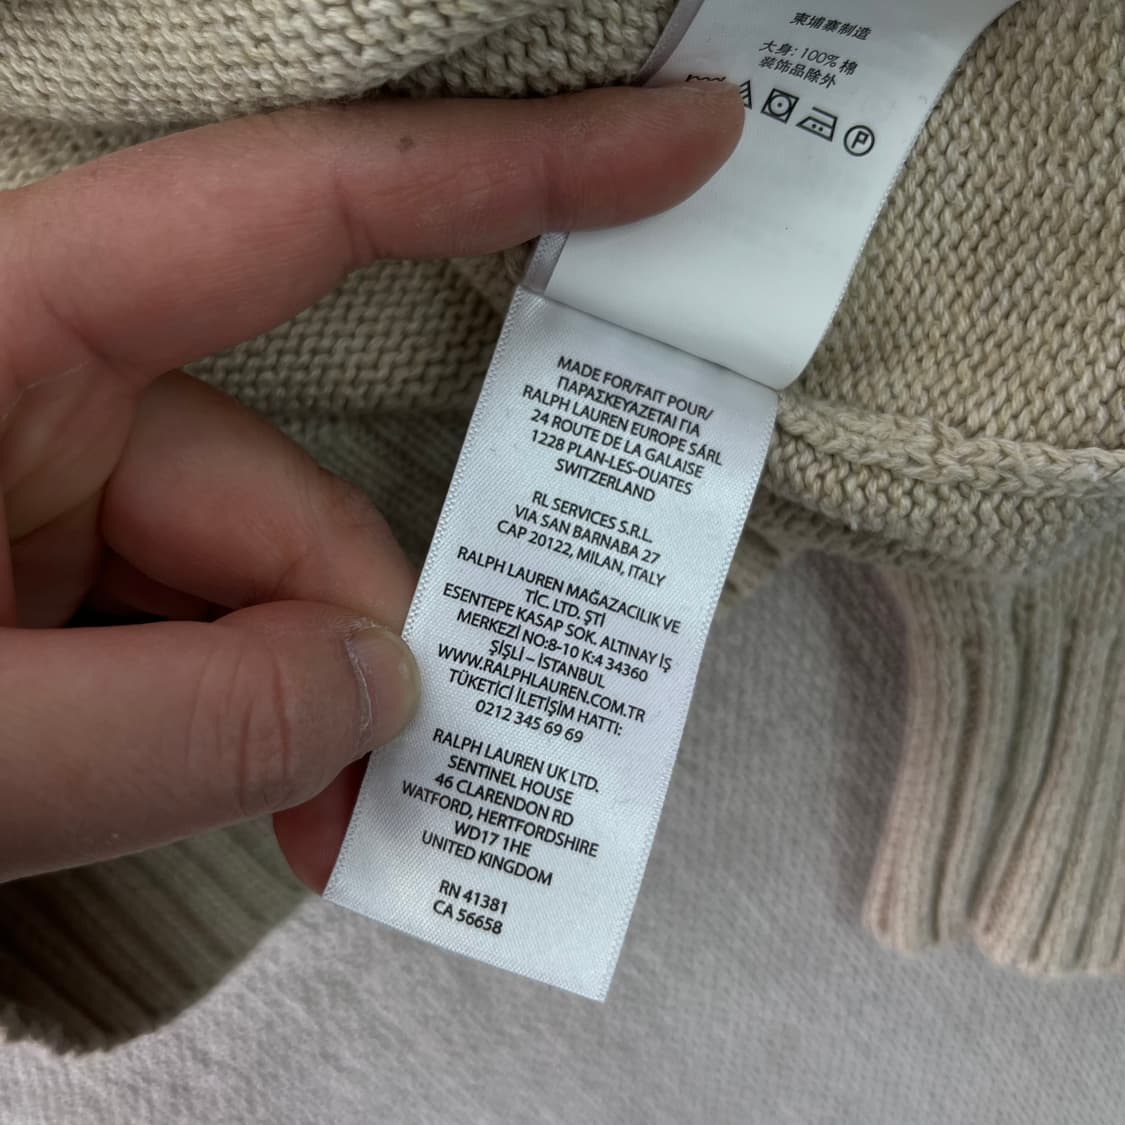 柬埔寨制造
大身: 100% 棉
装饰品除外
P
MADE FOR/FAIT POUR/
ΠΑΡΑΣΚΕΥΑΖΕΤΑΙ ΓΙΑ
RALPH LAUREN EUROPE SÁRL
24 ROUTE DE LA GALAISE
1228 PLAN-LES-OUATES
SWITZERLAND
RL SERVICES S.R.L.
VIA SAN BARNABA 27
CAP 20122, MILAN, ITALY
RALPH LAUREN MAĞAZACILIK VE
TİC. LTD. ŞTİ
ESENTEPE KASAP SOK. ALTINAY İŞ
MERKEZİ NO:8-10 K:4 34360
ŞİŞLİ – İSTANBUL
WWW.RALPHLAUREN.COM.TR
TÜKETİCİ İLETİŞİM HATTI:
0212 345 69 69
RALPH LAUREN UK LTD.
SENTINEL HOUSE
46 CLARENDON RD
WATFORD, HERTFORDSHIRE
WD17 1HE
UNITED KINGDOM
RN 41381
CA 56658